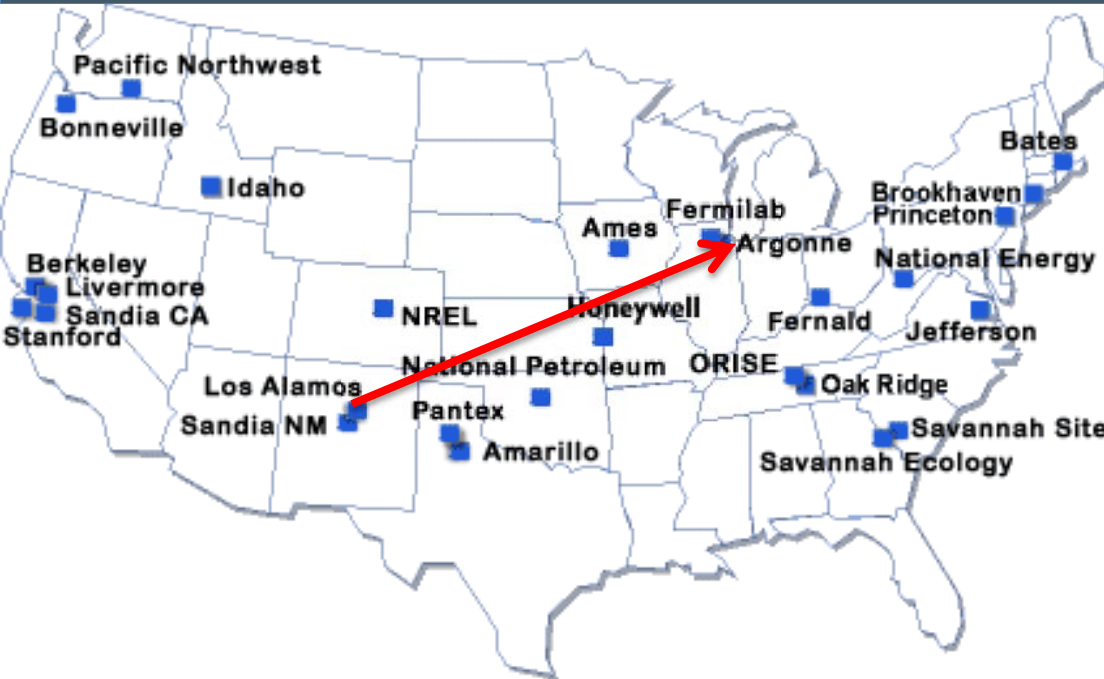 Pacific Northwest
Bonneville
Bates
Idaho
Brookhaven
Fermilab
Princeton
Ames
Argonne
National Energy
Berkeley
Livermore
Sandia CA
Stanford
NREL
Honeywell
Fernald
Jefferson
National Petroleum
ORISE
Los Alamos
Oak Ridge
Pantex
Sandia NM
Amarillo
Savannah Site
Savannah Ecology